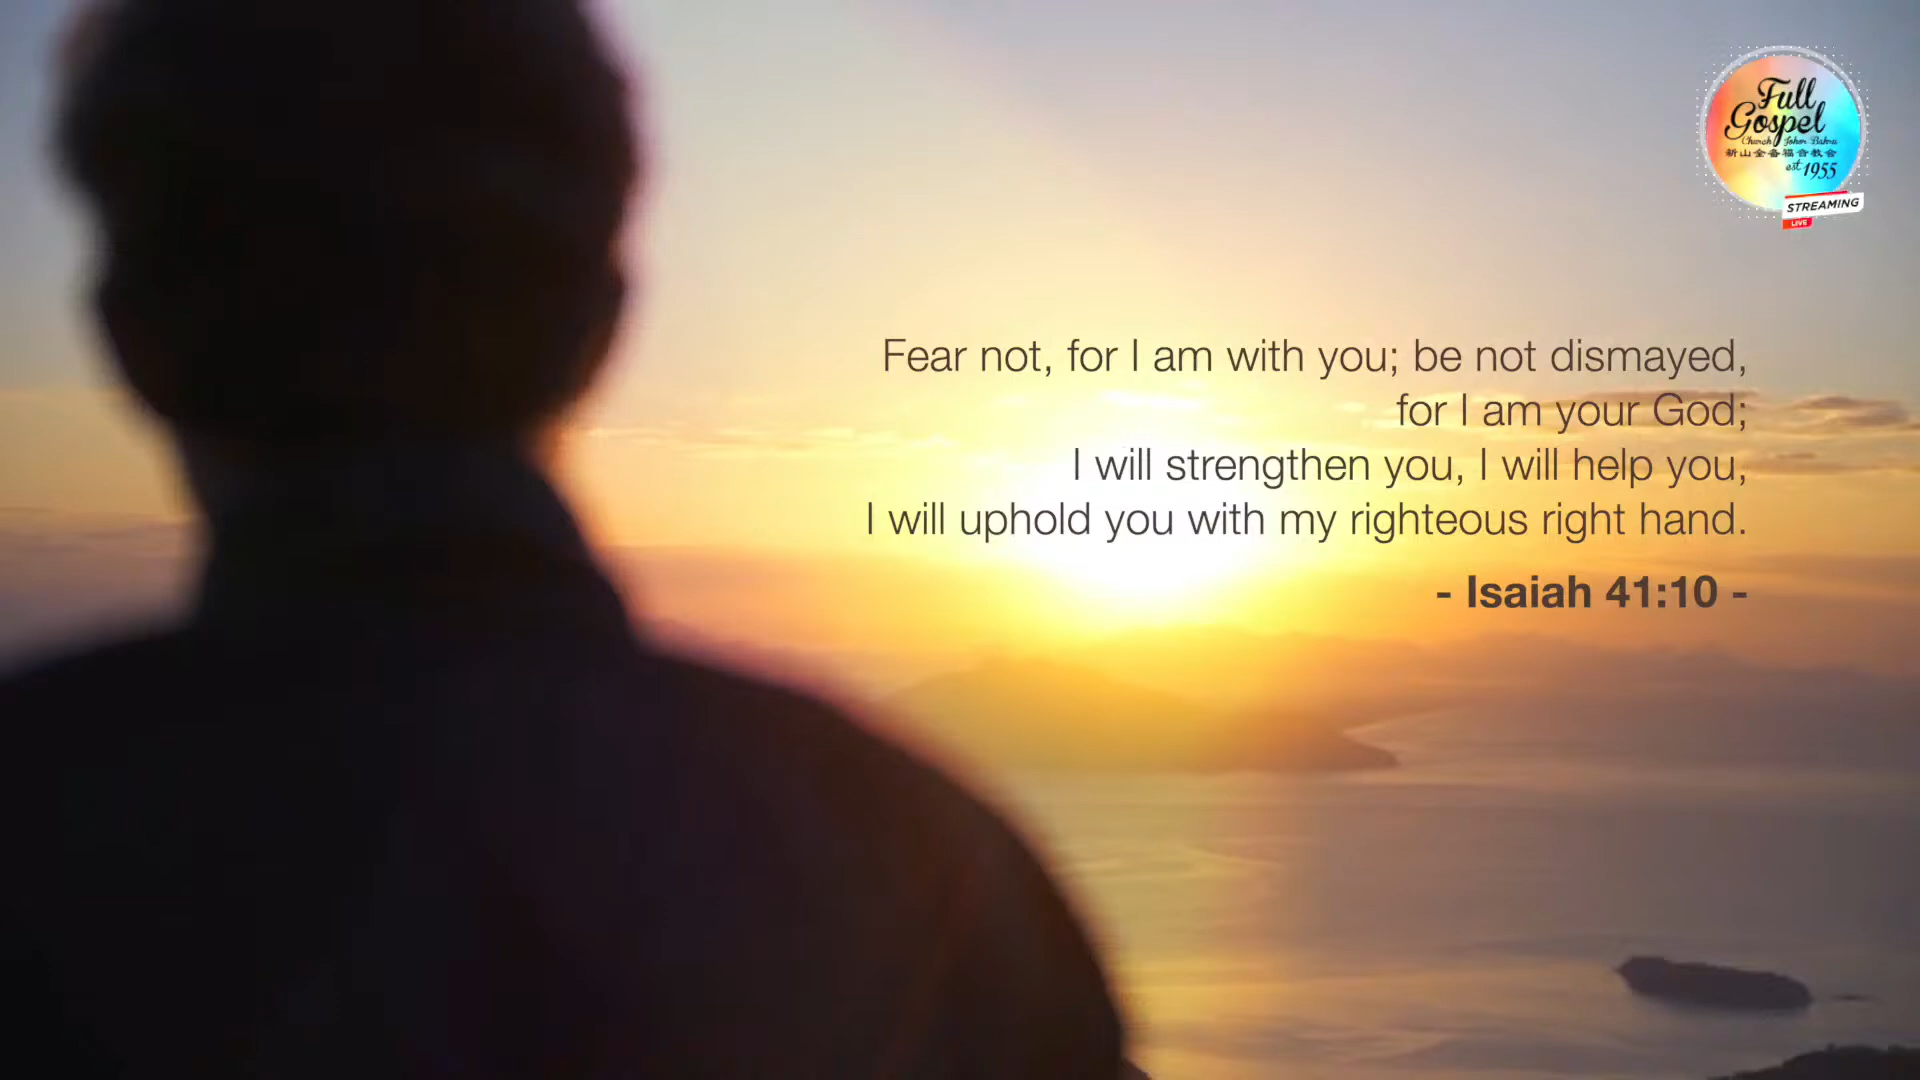 Full
Gospel
Church Johor Bahru
新山全备福音教会
est 1955
STREAMING
LIVE
Fear not, for I am with you; be not dismayed,
for I am your God;
I will strengthen you, I will help you,
I will uphold you with my righteous right hand.
- Isaiah 41:10 -